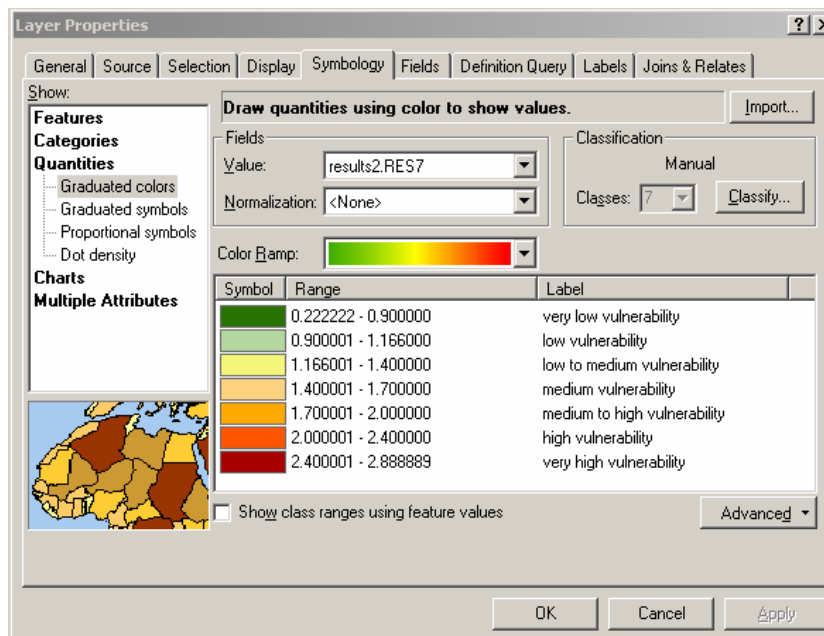 Layer Properties
General Source Selection Display Symbology Fields Definition Query Labels Joins & Relates
Show:
Features
Categories
Quantities
Graduated colors
Graduated symbols
Proportional symbols
Dot density
Charts
Multiple Attributes
Draw quantities using color to show values.
Import...
Fields
Value: results2.RES7
Normalization: <None>
Classification
Manual
Classes: 7 Classify...
Color Ramp:
Symbol Range Label
0.222222 - 0.900000 very low vulnerability
0.900001 - 1.166000 low vulnerability
1.166001 - 1.400000 low to medium vulnerability
1.400001 - 1.700000 medium vulnerability
1.700001 - 2.000000 medium to high vulnerability
2.000001 - 2.400000 high vulnerability
2.400001 - 2.888889 very high vulnerability
Show class ranges using feature values
Advanced
OK Cancel Apply